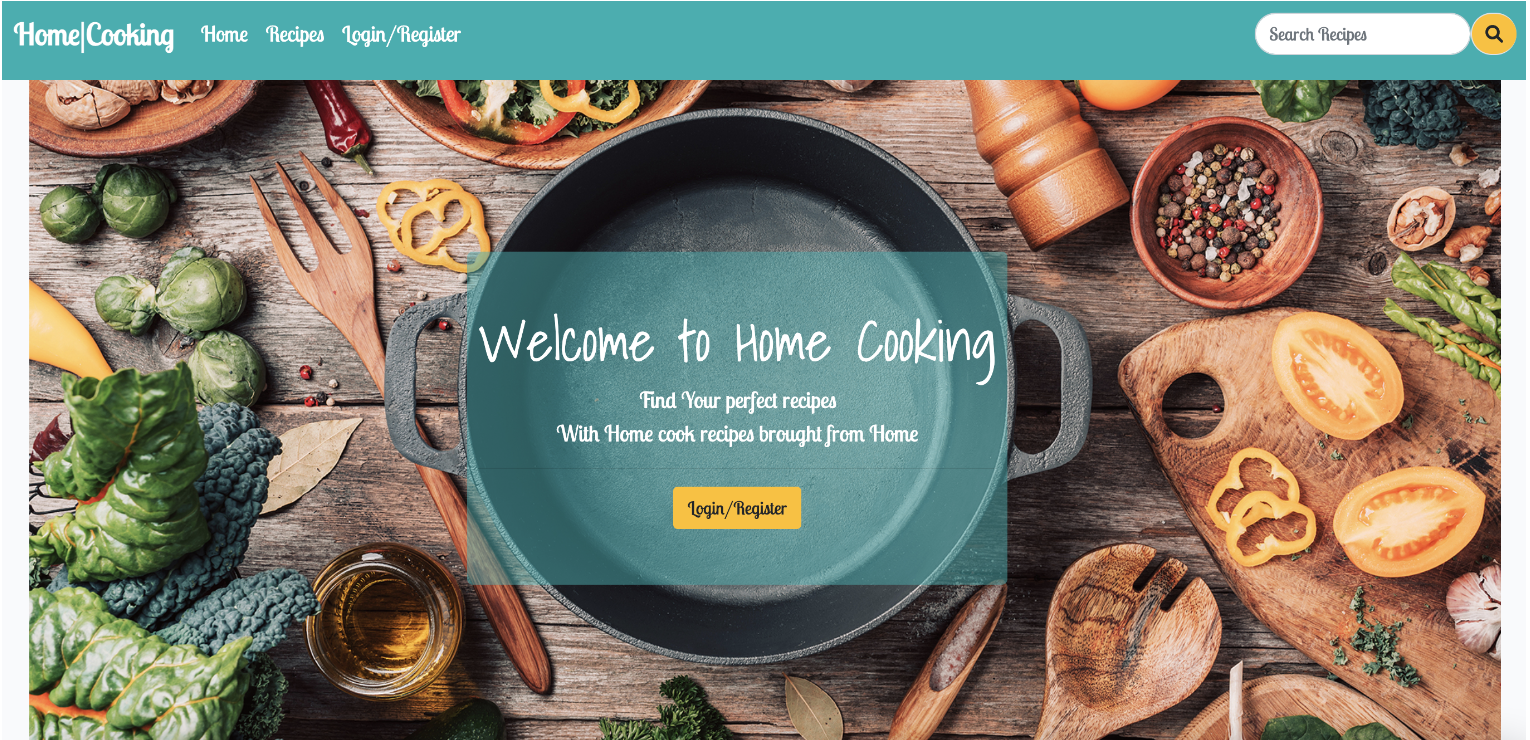 Home|Cooking Home Recipes Login/Register Search Recipes
Welcome to Home Cooking
Find Your perfect recipes
With Home cook recipes brought from Home
Login/Register